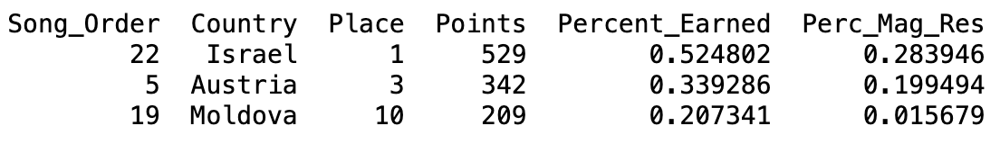 Song_Order Country Place Points Percent_Earned Perc_Mag_Res
22 Israel 1 529 0.524802 0.283946
5 Austria 3 342 0.339286 0.199494
19 Moldova 10 209 0.207341 0.015679